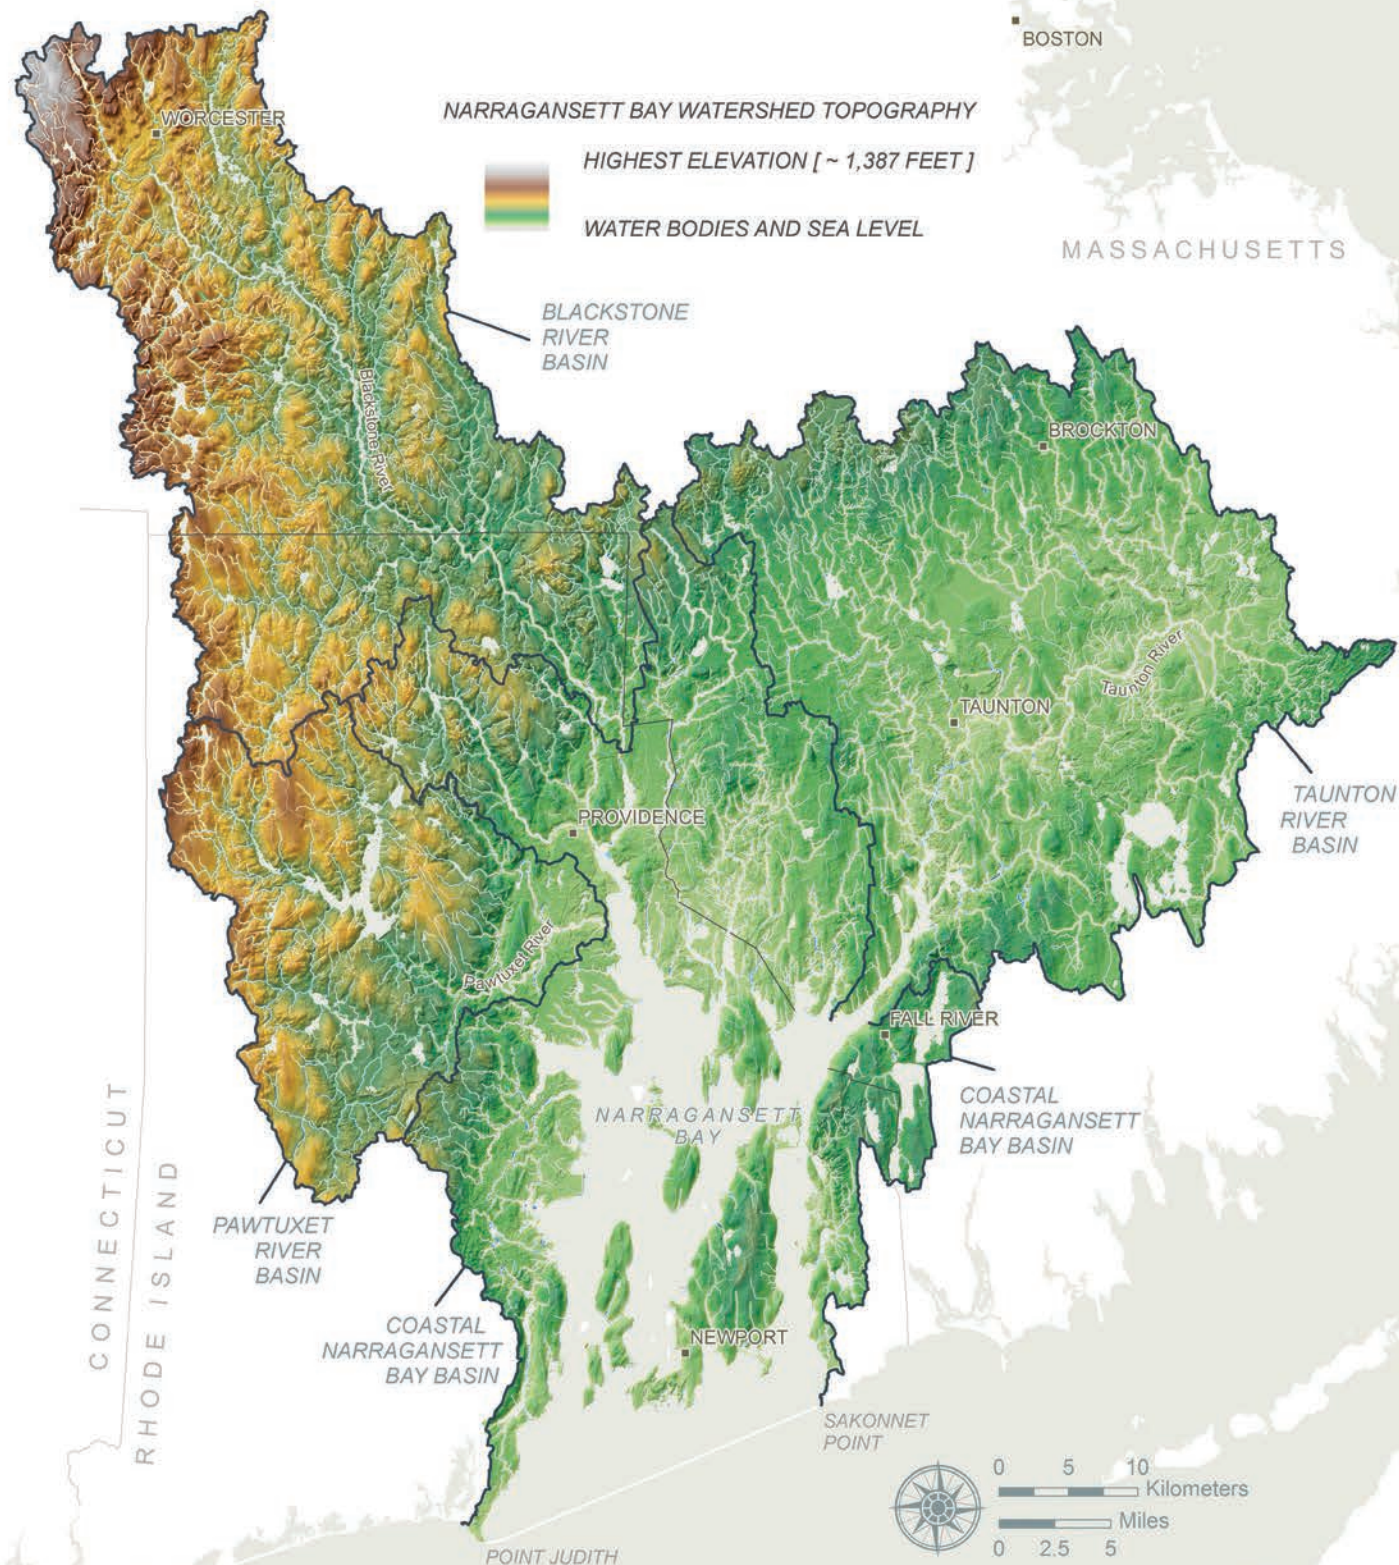 BOSTON
WORCESTER
NARRAGANSETT BAY WATERSHED TOPOGRAPHY
HIGHEST ELEVATION [ ~ 1,387 FEET ]
WATER BODIES AND SEA LEVEL
MASSACHUSETTS
BLACKSTONE
RIVER
BASIN
Blackstone River
BROCKTON
Taunton River
TAUNTON
TAUNTON
RIVER
BASIN
PROVIDENCE
Pawtuxet River
FALL RIVER
COASTAL
NARRAGANSETT
BAY BASIN
NARRAGANSETT
BAY
CONNECTICUT
RHODE ISLAND
PAWTUXET
RIVER
BASIN
COASTAL
NARRAGANSETT
BAY BASIN
NEWPORT
SAKONNET
POINT
POINT JUDITH
0 5 10
Kilometers
Miles
0 2.5 5